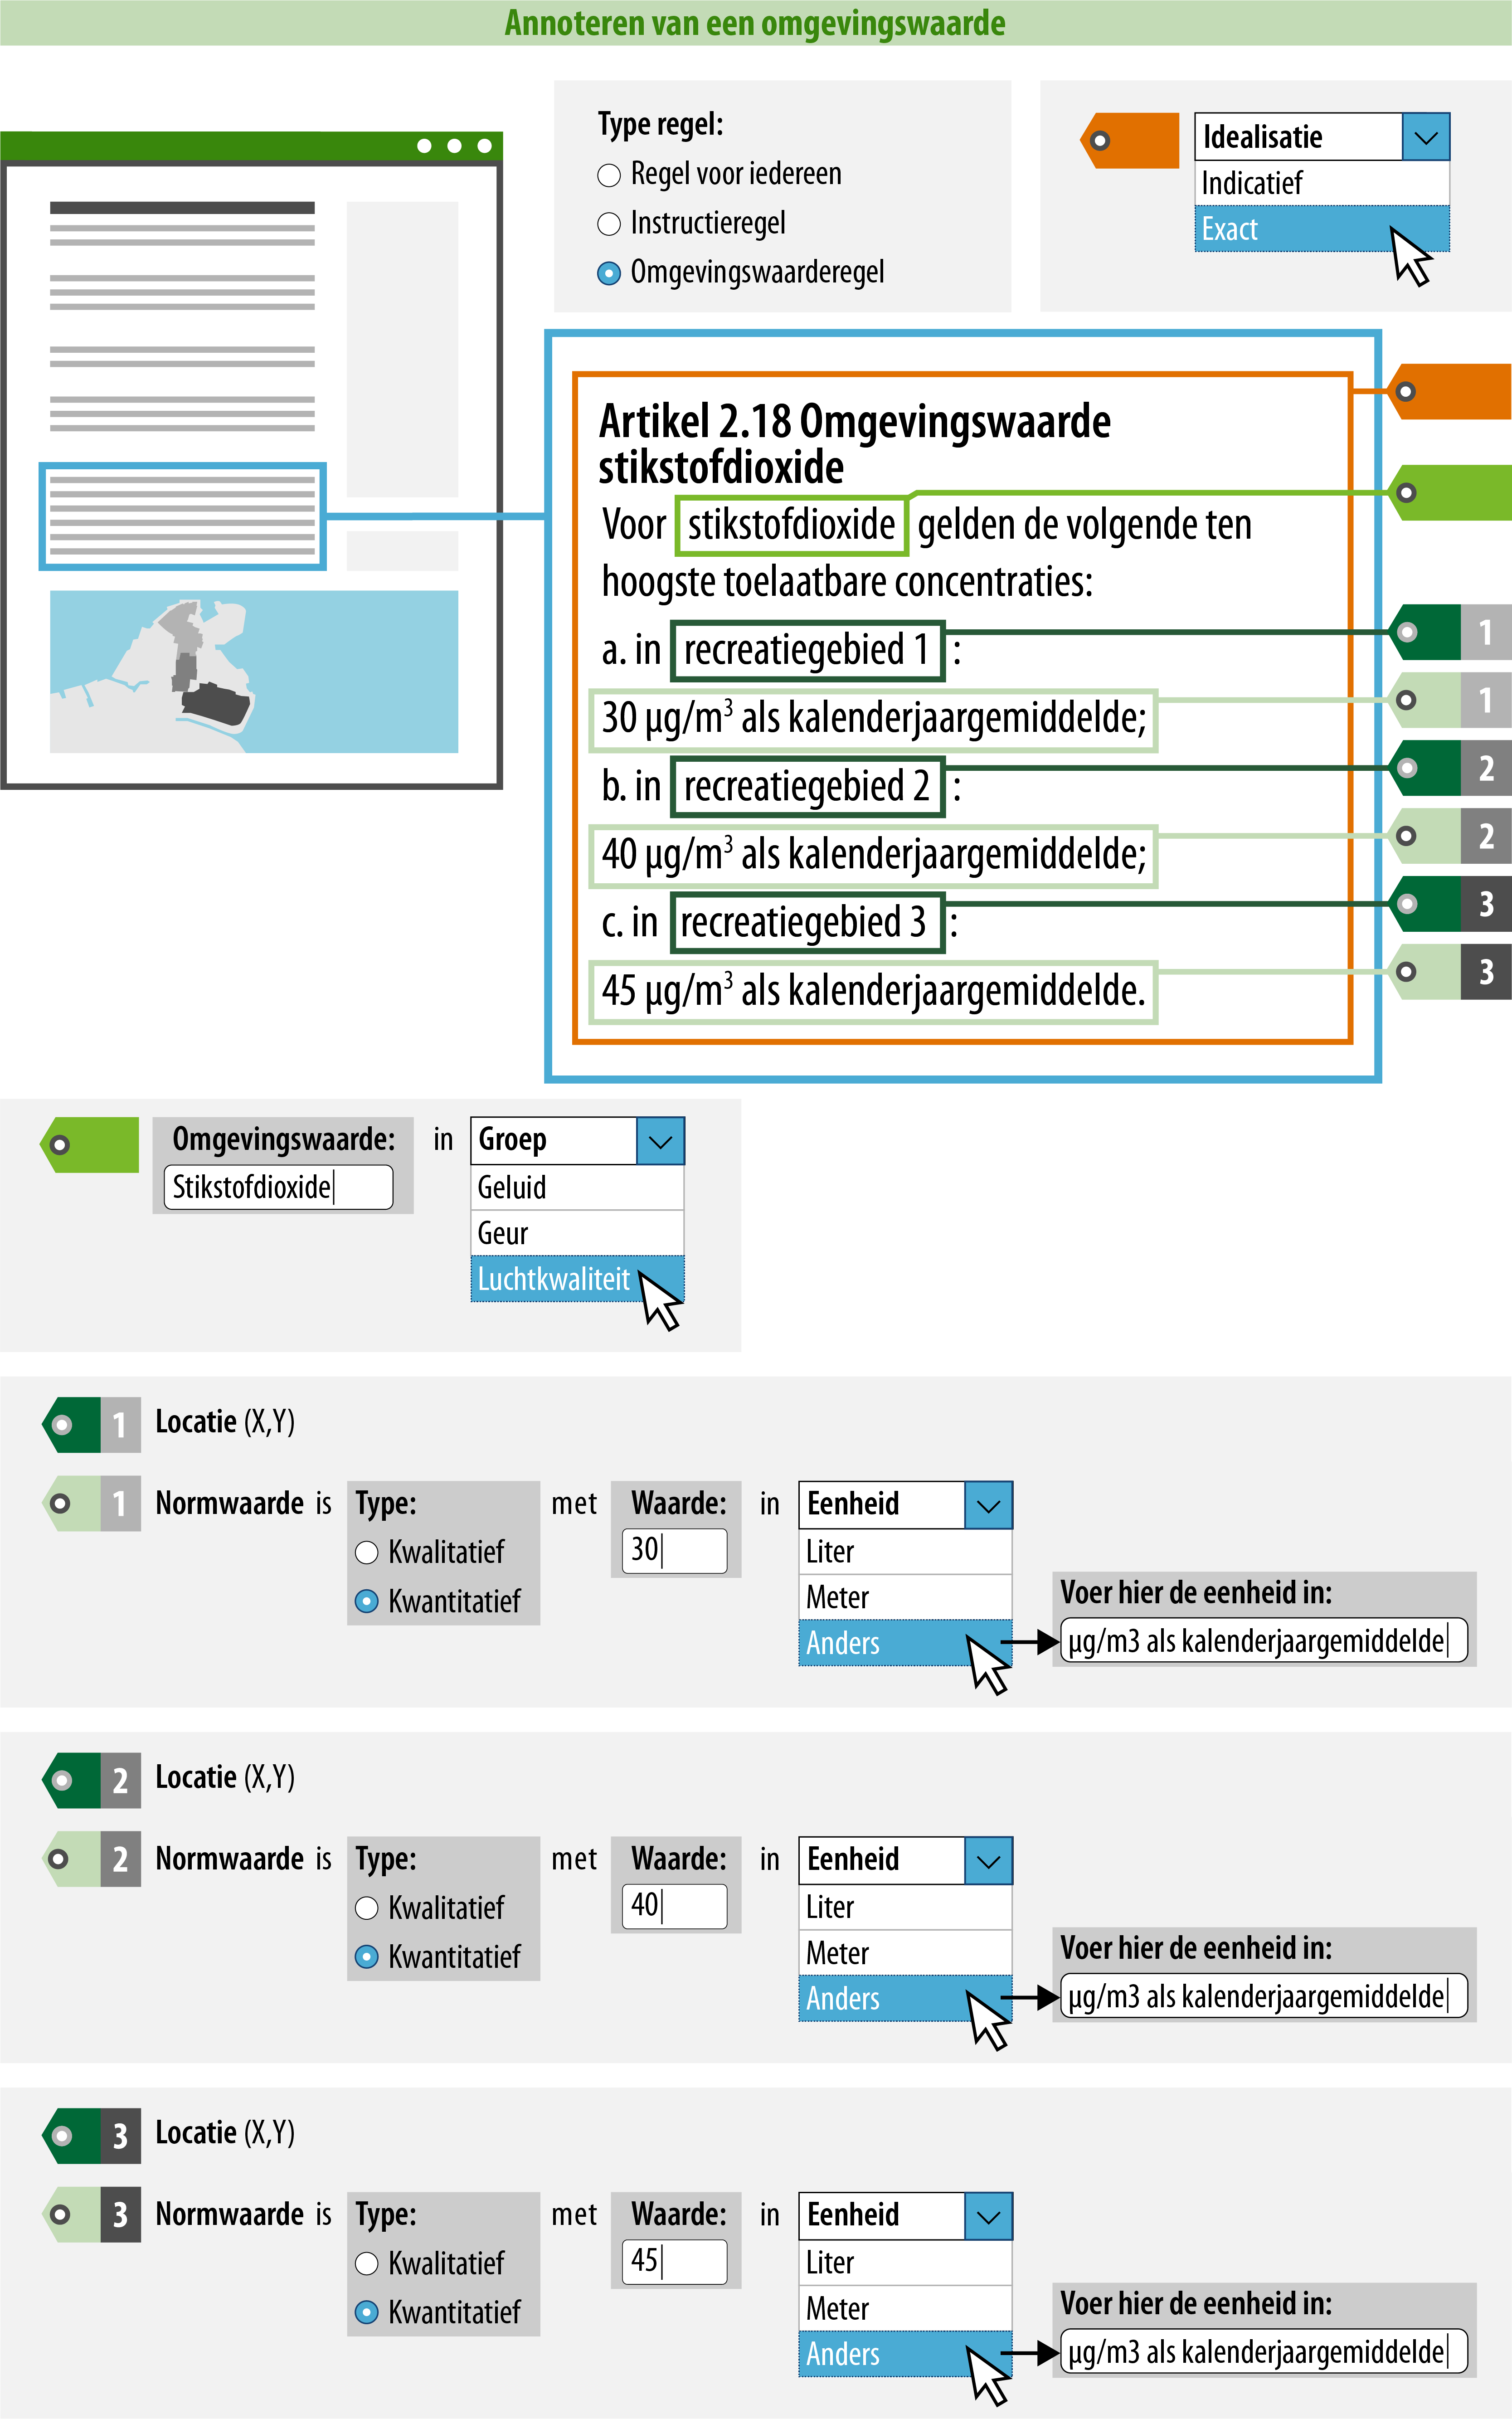 Annoteren van een omgevingswaarde
Type regel:
Regel voor iedereen
Instructieregel
Omgevingswaarderegel
Idealisatie
Indicatief
Exact
Artikel 2.18 Omgevingswaarde
stikstofdioxide
Voor stikstofdioxide gelden de volgende ten
hoogste toelaatbare concentraties:
a. in recreatiegebied 1 :
1
30 µg/m³ als kalenderjaargemiddelde;
1
b. in recreatiegebied 2 :
2
40 µg/m³ als kalenderjaargemiddelde;
2
c. in recreatiegebied 3 :
3
45 µg/m³ als kalenderjaargemiddelde.
3
Omgevingswaarde: in Groep
Stikstofdioxide
Geluid
Geur
Luchtkwaliteit
1 Locatie (X,Y)
1 Normwaarde is Type: met Waarde: in Eenheid
Kwalitatief 30 Liter
Kwantitatief Meter
Voer hier de eenheid in:
Anders µg/m3 als kalenderjaargemiddelde
2 Locatie (X,Y)
2 Normwaarde is Type: met Waarde: in Eenheid
Kwalitatief 40 Liter
Kwantitatief Meter
Voer hier de eenheid in:
Anders µg/m3 als kalenderjaargemiddelde
3 Locatie (X,Y)
3 Normwaarde is Type: met Waarde: in Eenheid
Kwalitatief 45 Liter
Kwantitatief Meter
Voer hier de eenheid in:
Anders µg/m3 als kalenderjaargemiddelde